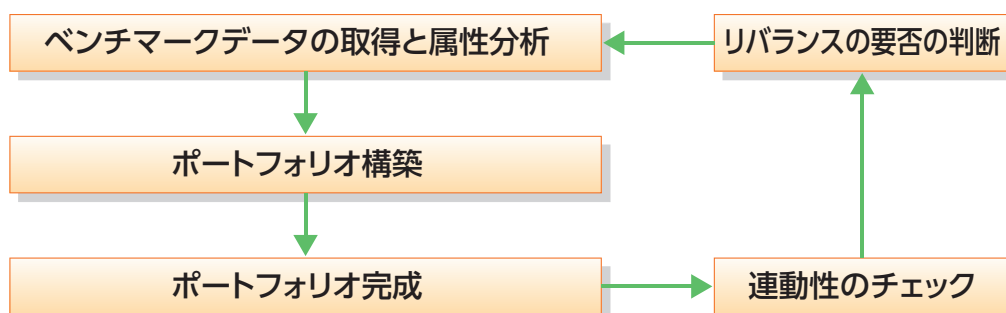 ベンチマークデータの取得と属性分析
リバランスの要否の判断
ポートフォリオ構築
ポートフォリオ完成
連動性のチェック